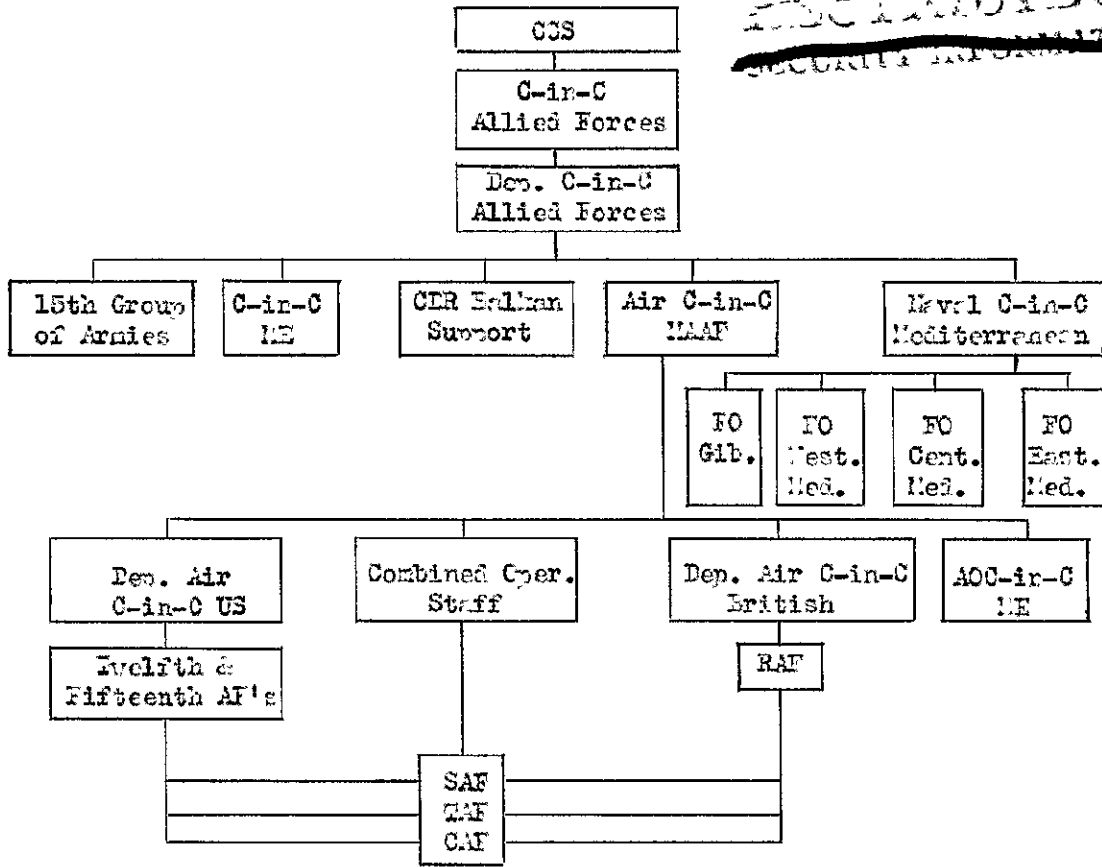 CCS
C-in-C
Allied Forces
Dep. C-in-C
Allied Forces
15th Group
of Armies
C-in-C
ME
CDR Balkan
Support
Air C-in-C
MAAF
Naval C-in-C
Mediterranean
FO
Gib.
FO
West.
Med.
FO
Cent.
Med.
FO
East.
Med.
Dep. Air
C-in-C US
Combined Oper.
Staff
Dep. Air C-in-C
British
AOC-in-C
ME
Twelfth &
Fifteenth AF's
RAF
SAF
TAF
CAF
SECURITY INFORMAT